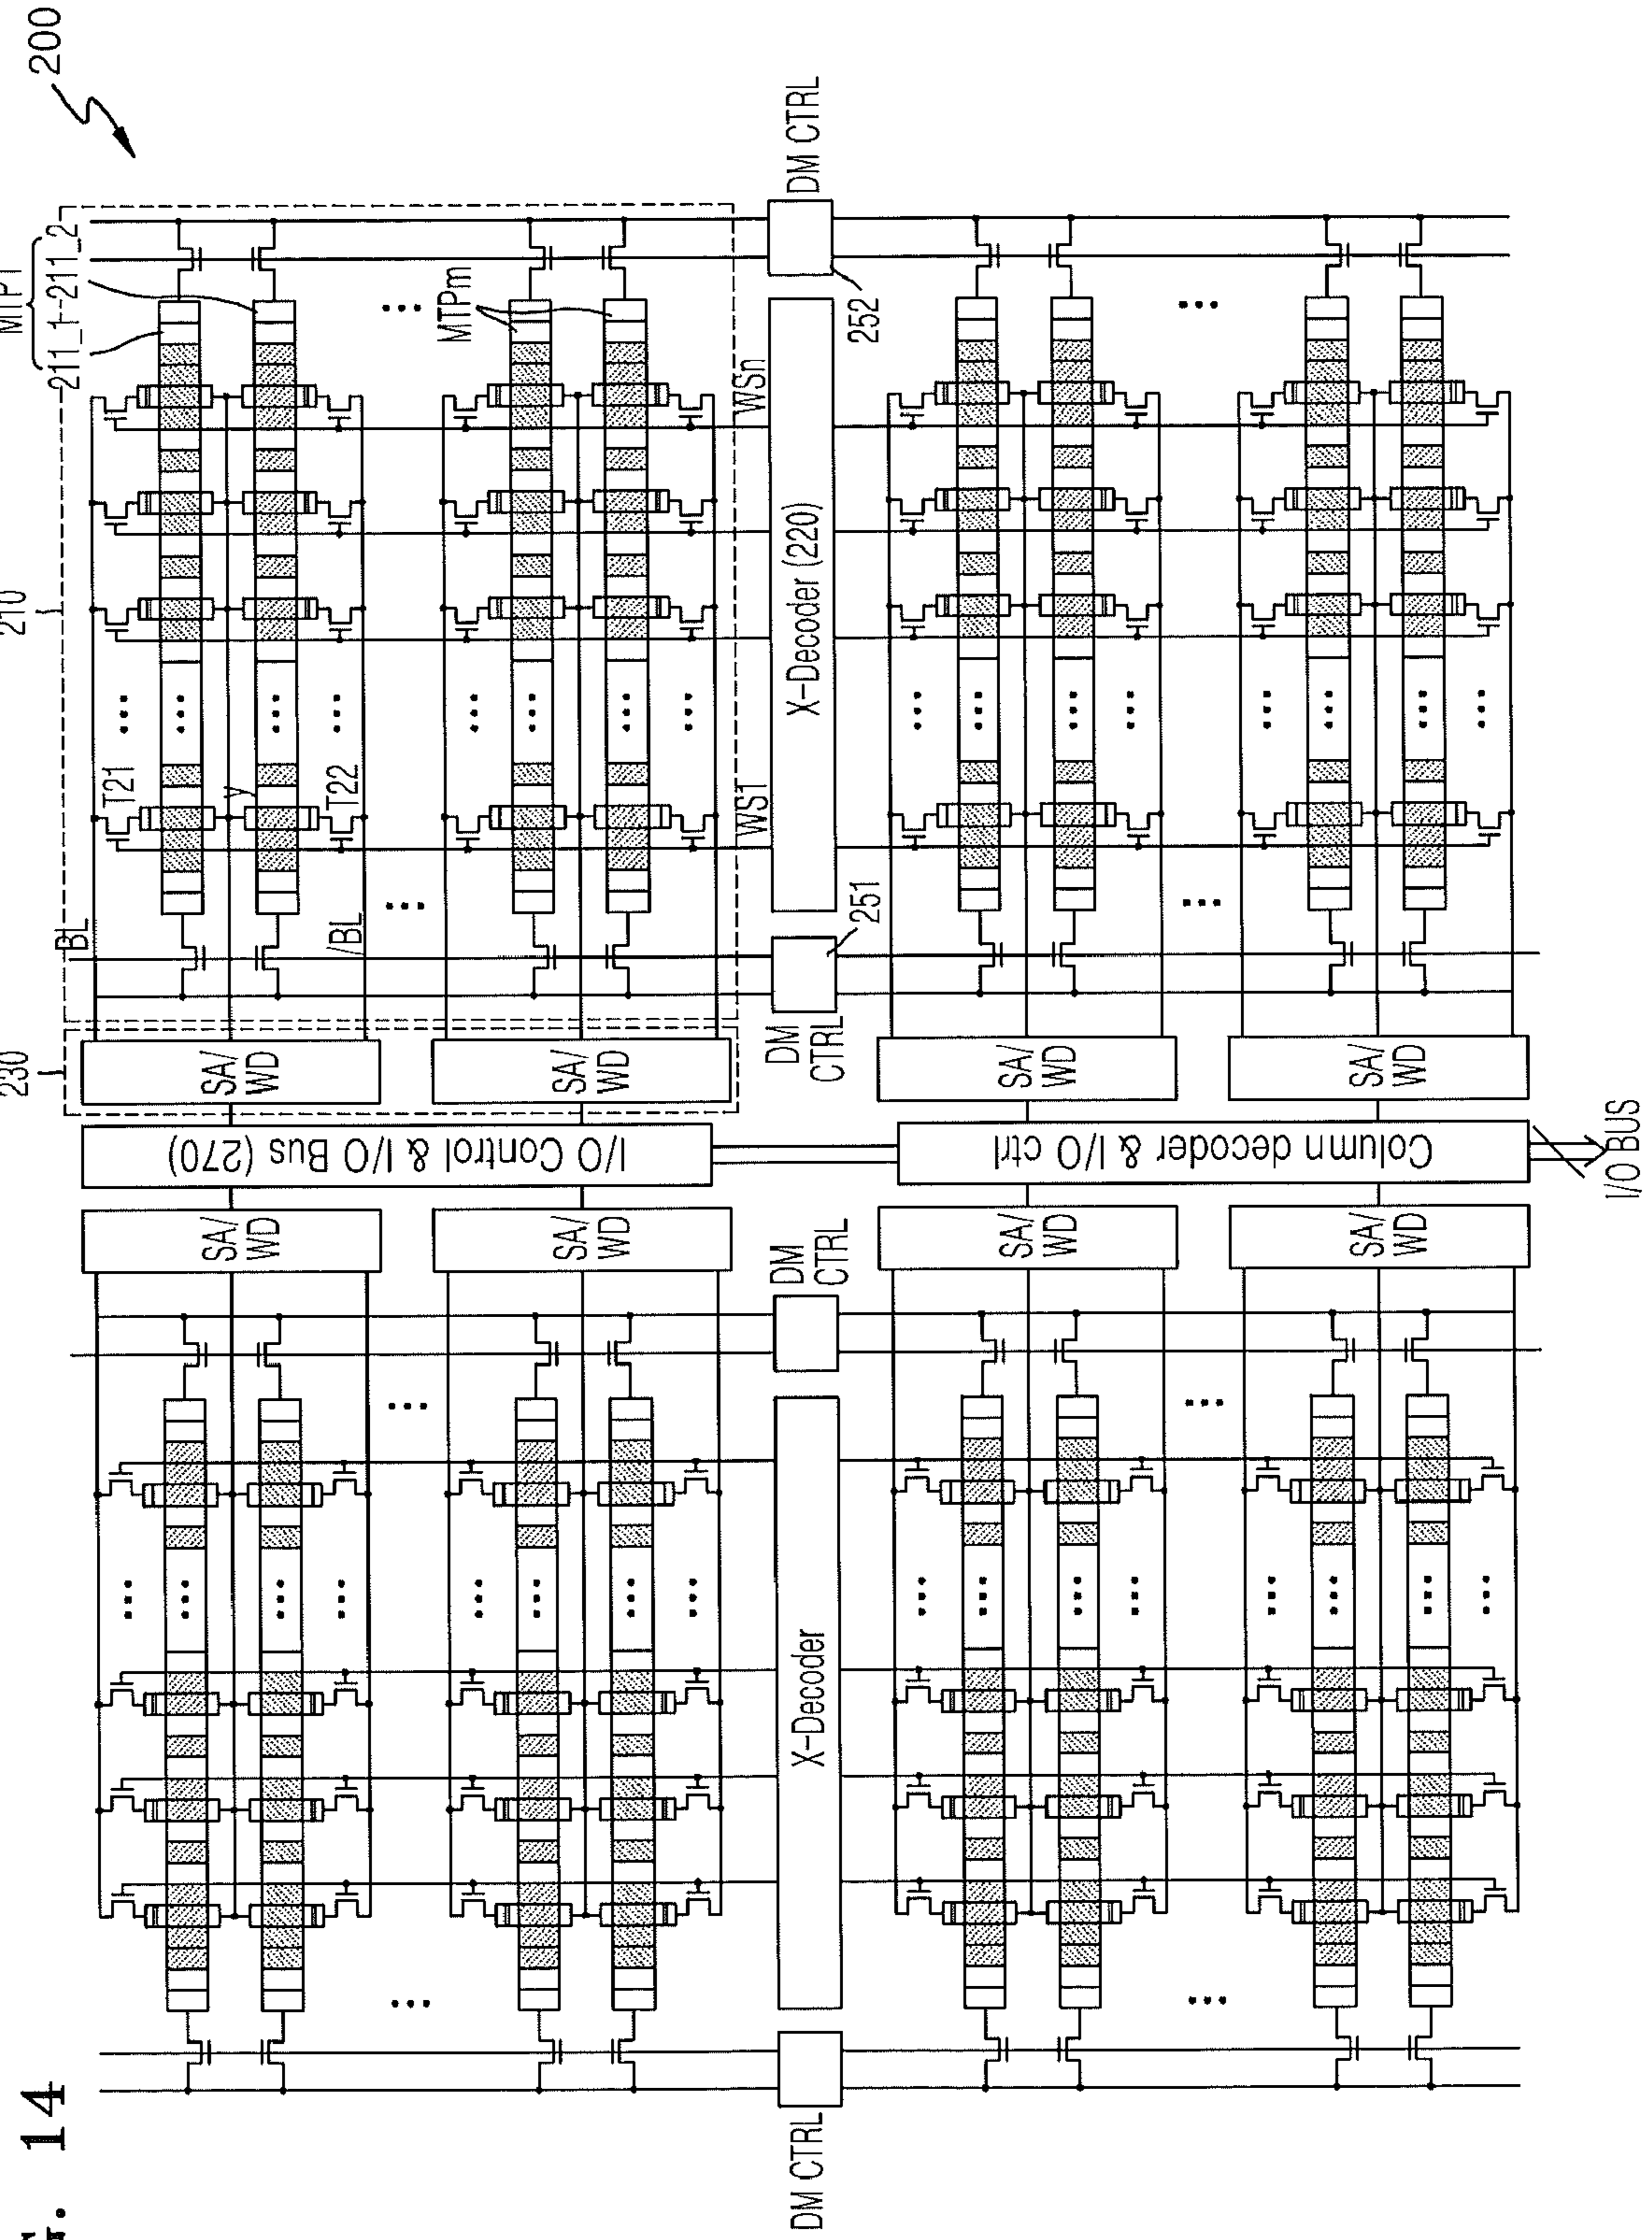 200
MTP1
211_1
211_2
210
MTPm
DM CTRL
252
WSn
X-Decoder (220)
T21
y
T22
WS1
251
BL
/BL
DM
CTRL
230
SA/
WD
SA/
WD
SA/
WD
SA/
WD
I/O Control & I/O Bus (270)
Column decoder & I/O ctrl
I/O BUS
SA/
WD
SA/
WD
SA/
WD
SA/
WD
DM
CTRL
X-Decoder
DM CTRL
14